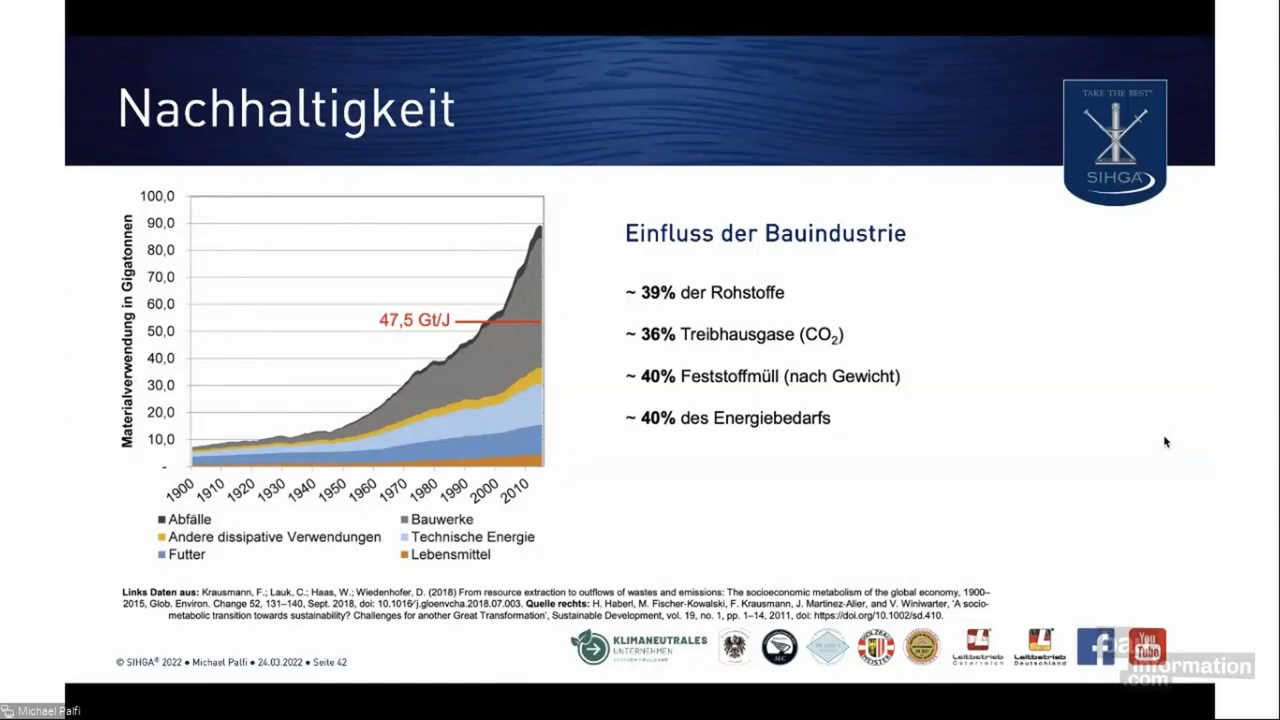 Nachhaltigkeit
TAKE THE BEST®
SIHGA
Materialverwendung in Gigatonnen
100,0
90,0
80,0
70,0
60,0
50,0
40,0
30,0
20,0
10,0
-
47,5 Gt/J
1900 1910 1920 1930 1940 1950 1960 1970 1980 1990 2000 2010
Abfälle Bauwerke
Andere dissipative Verwendungen Technische Energie
Futter Lebensmittel
Einfluss der Bauindustrie
~ 39% der Rohstoffe
~ 36% Treibhausgase (CO₂)
~ 40% Feststoffmüll (nach Gewicht)
~ 40% des Energiebedarfs
Links Daten aus: Krausmann, F.; Lauk, C.; Haas, W.; Wiedenhofer, D. (2018) From resource extraction to outflows of wastes and emissions: The socioeconomic metabolism of the global economy, 1900–
2015, Glob. Environ. Change 52, 131–140, Sept. 2018, doi: 10.1016/j.gloenvcha.2018.07.003. Quelle rechts: H. Haberl, M. Fischer-Kowalski, F. Krausmann, J. Martinez-Alier, and V. Winiwarter, 'A socio-
metabolic transition towards sustainability? Challenges for another Great Transformation', Sustainable Development, vol. 19, no. 1, pp. 1–14, 2011, doi: https://doi.org/10.1002/sd.410.
KLIMANEUTRALES
UNTERNEHMEN
HOLZBAU
MEISTER
Leitbetrieb
Österreich
Leitbetrieb
Deutschland
You
Tube
information
.com
© SIHGA® 2022 • Michael Palfi • 24.03.2022 • Seite 42
Michael Palfi